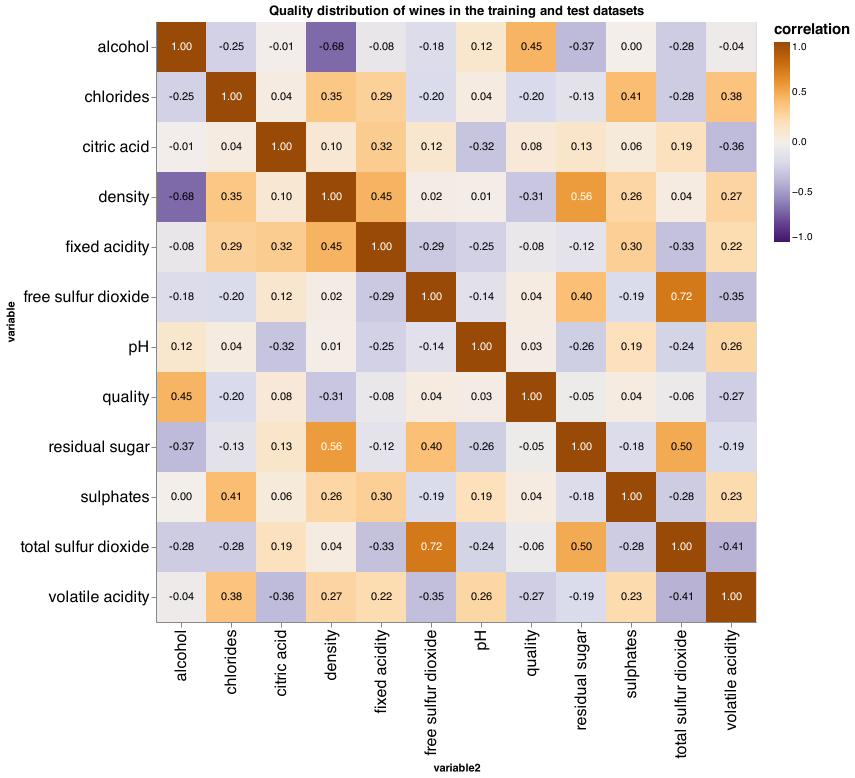 Quality distribution of wines in the training and test datasets
correlation
1.0
0.5
0.0
−0.5
−1.0
variable
alcohol 1.00 -0.25 -0.01 -0.68 -0.08 -0.18 0.12 0.45 -0.37 0.00 -0.28 -0.04
chlorides -0.25 1.00 0.04 0.35 0.29 -0.20 0.04 -0.20 -0.13 0.41 -0.28 0.38
citric acid -0.01 0.04 1.00 0.10 0.32 0.12 -0.32 0.08 0.13 0.06 0.19 -0.36
density -0.68 0.35 0.10 1.00 0.45 0.02 0.01 -0.31 0.56 0.26 0.04 0.27
fixed acidity -0.08 0.29 0.32 0.45 1.00 -0.29 -0.25 -0.08 -0.12 0.30 -0.33 0.22
free sulfur dioxide -0.18 -0.20 0.12 0.02 -0.29 1.00 -0.14 0.04 0.40 -0.19 0.72 -0.35
pH 0.12 0.04 -0.32 0.01 -0.25 -0.14 1.00 0.03 -0.26 0.19 -0.24 0.26
quality 0.45 -0.20 0.08 -0.31 -0.08 0.04 0.03 1.00 -0.05 0.04 -0.06 -0.27
residual sugar -0.37 -0.13 0.13 0.56 -0.12 0.40 -0.26 -0.05 1.00 -0.18 0.50 -0.19
sulphates 0.00 0.41 0.06 0.26 0.30 -0.19 0.19 0.04 -0.18 1.00 -0.28 0.23
total sulfur dioxide -0.28 -0.28 0.19 0.04 -0.33 0.72 -0.24 -0.06 0.50 -0.28 1.00 -0.41
volatile acidity -0.04 0.38 -0.36 0.27 0.22 -0.35 0.26 -0.27 -0.19 0.23 -0.41 1.00
alcohol
chlorides
citric acid
density
fixed acidity
free sulfur dioxide
pH
quality
residual sugar
sulphates
total sulfur dioxide
volatile acidity
variable2